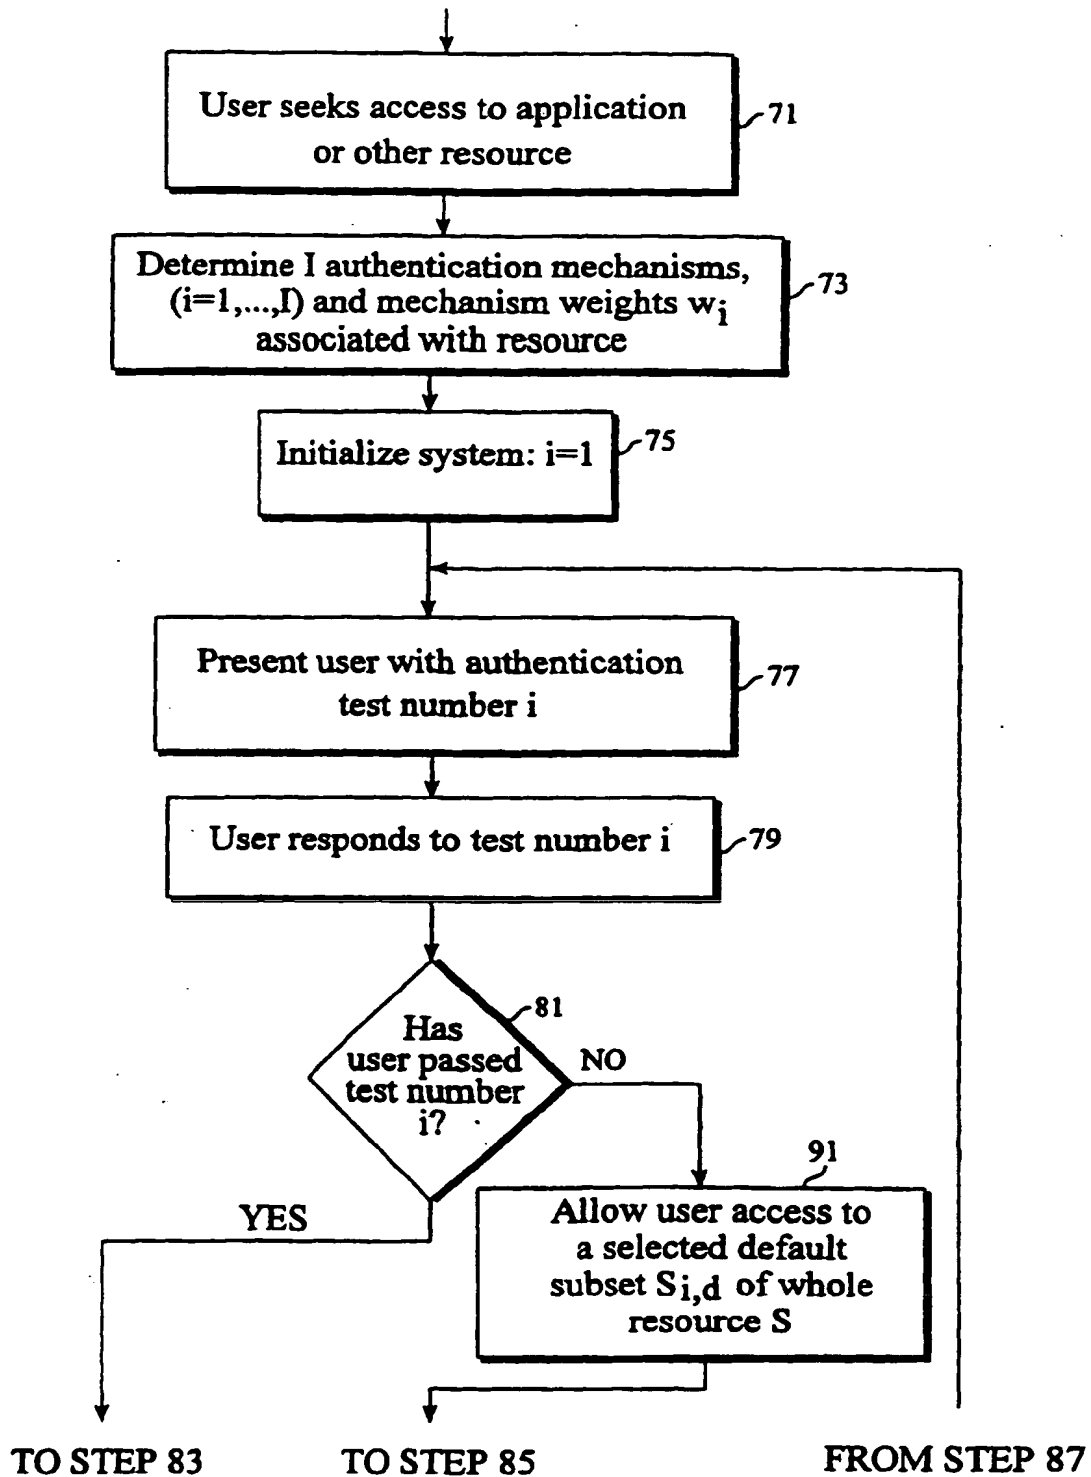 User seeks access to application
or other resource
71
Determine I authentication mechanisms,
(i=1,...,I) and mechanism weights wi
associated with resource
73
Initialize system: i=1
75
Present user with authentication
test number i
77
User responds to test number i
79
Has
user passed
test number
i?
81
NO
YES
91
Allow user access to
a selected default
subset Si,d of whole
resource S
TO STEP 83
TO STEP 85
FROM STEP 87